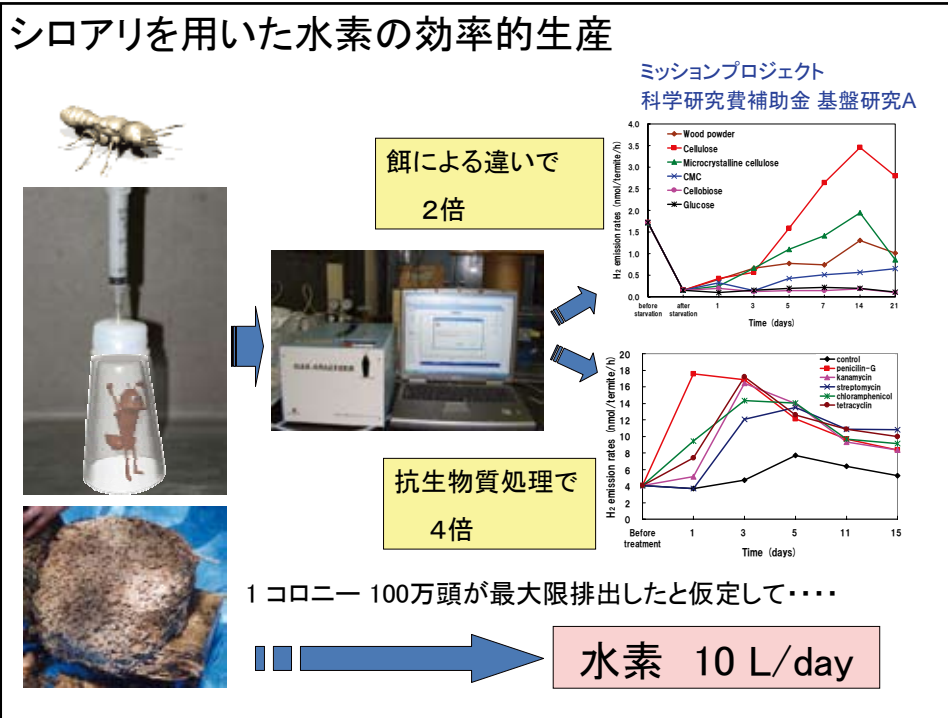 シロアリを用いた水素の効率的生産
ミッションプロジェクト
科学研究費補助金 基盤研究A
餌による違いで
2倍
H2 emission rates (nmol/termite/h)
4.0
3.5
3.0
2.5
2.0
1.5
1.0
0.5
0.0
Wood powder
Cellulose
Microcrystalline cellulose
CMC
Cellobiose
Glucose
before starvation
after starvation
1
3
5
7
14
21
Time (days)
抗生物質処理で
4倍
H2 emission rates (nmol/termite/h)
20
18
16
14
12
10
8
6
4
2
0
control
penicilin-G
kanamycin
streptomycin
chloramphenicol
tetracyclin
Before treatment
1
3
5
11
15
Time (days)
1 コロニー 100万頭が最大限排出したと仮定して・・・・
水素 10 L/day